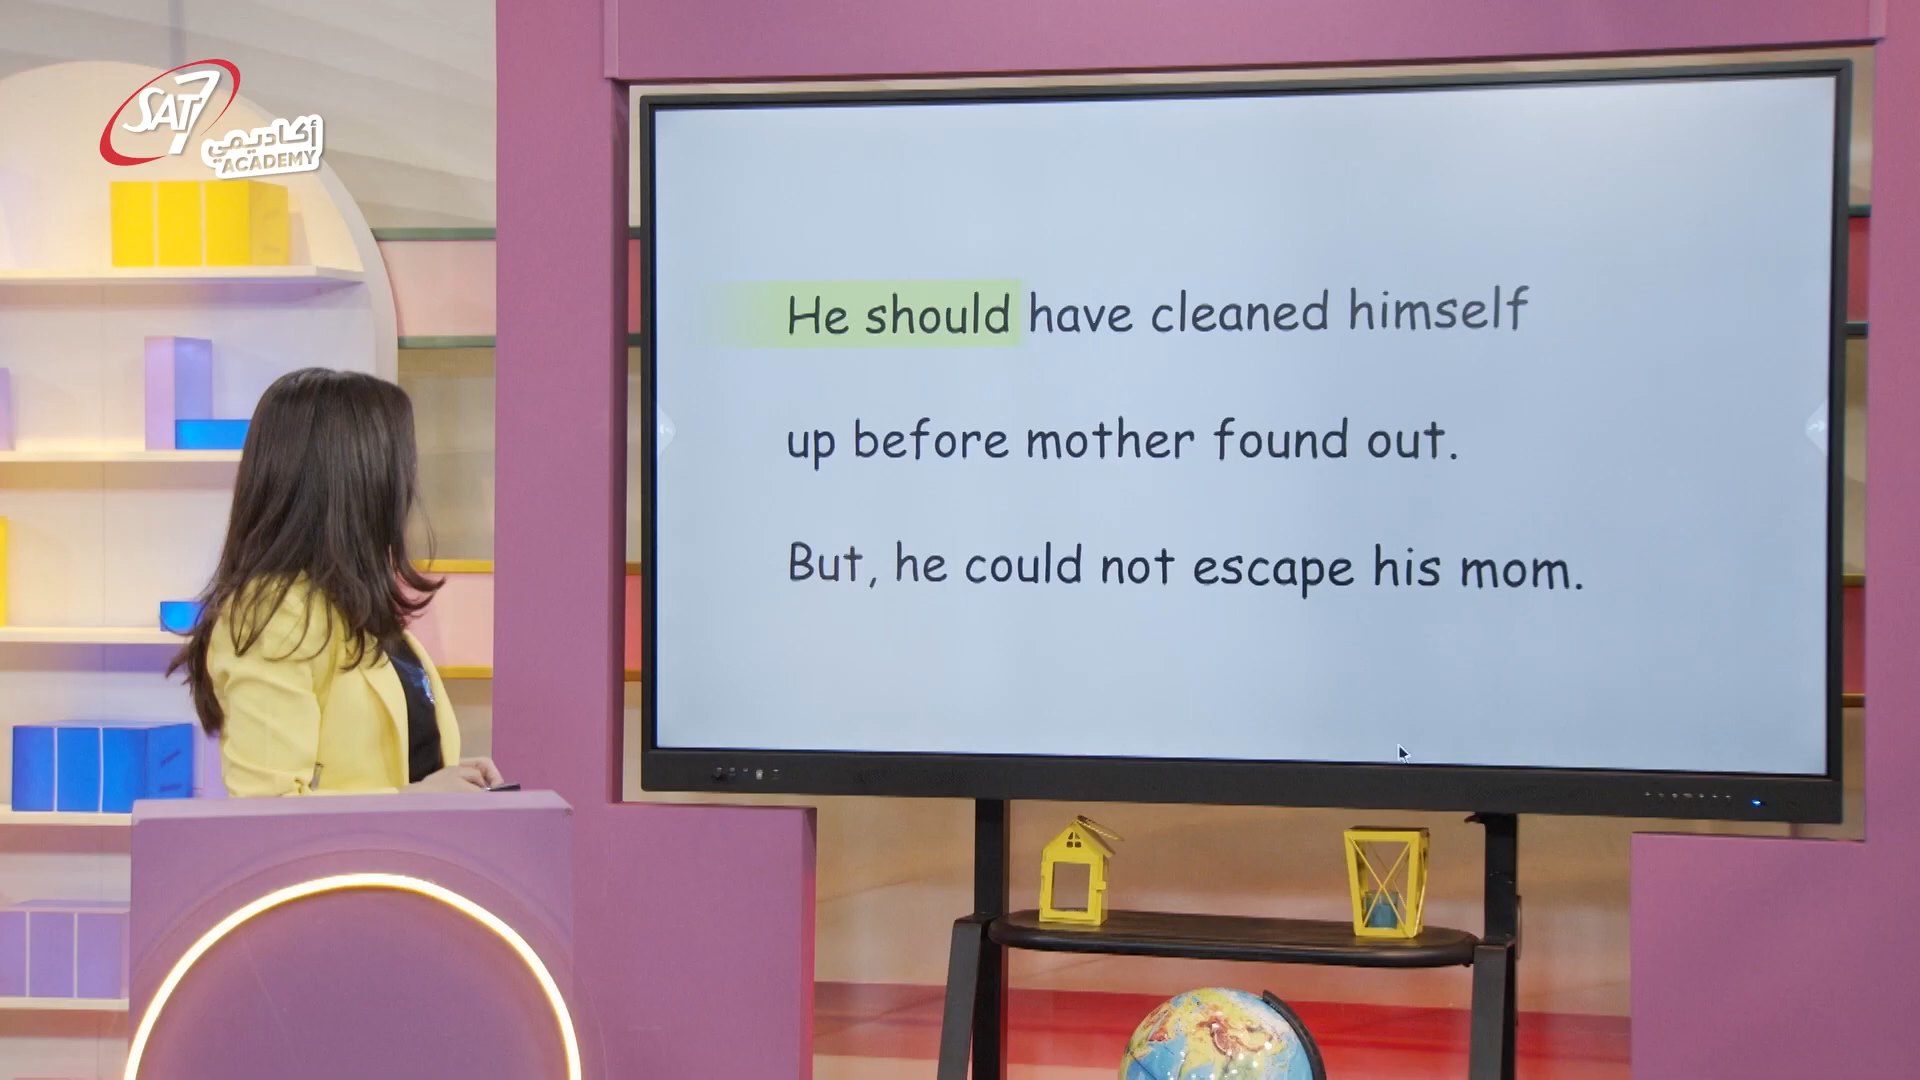 SAT7
أكاديمي
ACADEMY
He should have cleaned himself
up before mother found out.
But, he could not escape his mom.